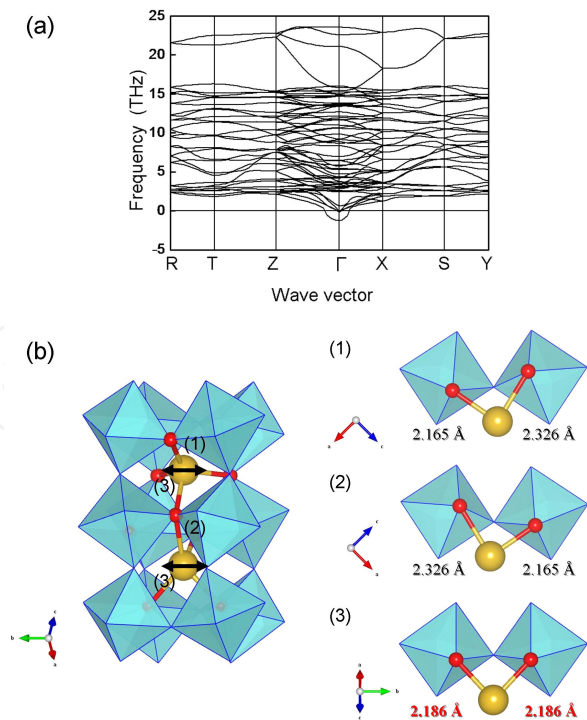 (a)
25
20
15
10
5
0
−5
Frequency (THz)
R T Z Γ X S Y
Wave vector
(b)
(1)
(3)
(2)
(3)
c
b
a
(1)
2.165 Å 2.326 Å
a c
(2)
2.326 Å 2.165 Å
c
a
(3)
2.186 Å 2.186 Å
a
b
c